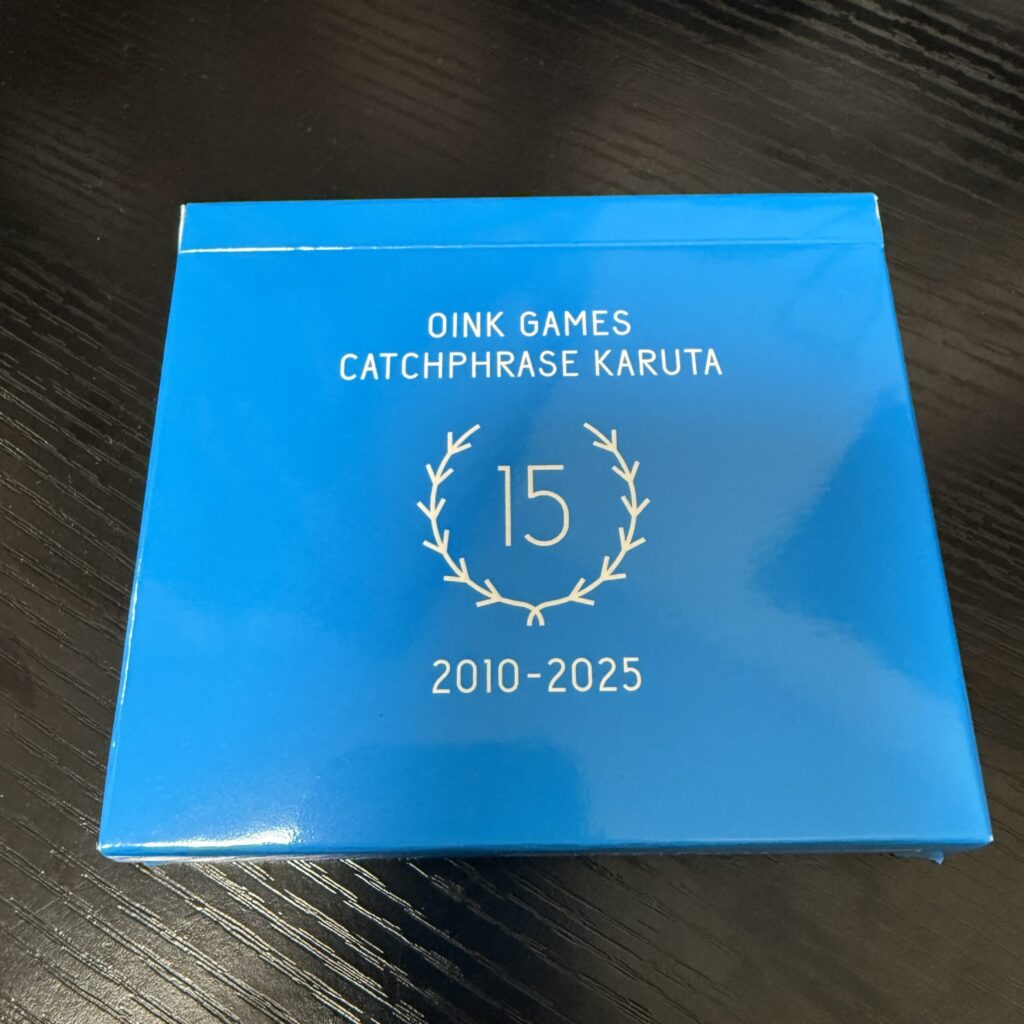 OINK GAMES
CATCHPHRASE KARUTA
15
2010-2025